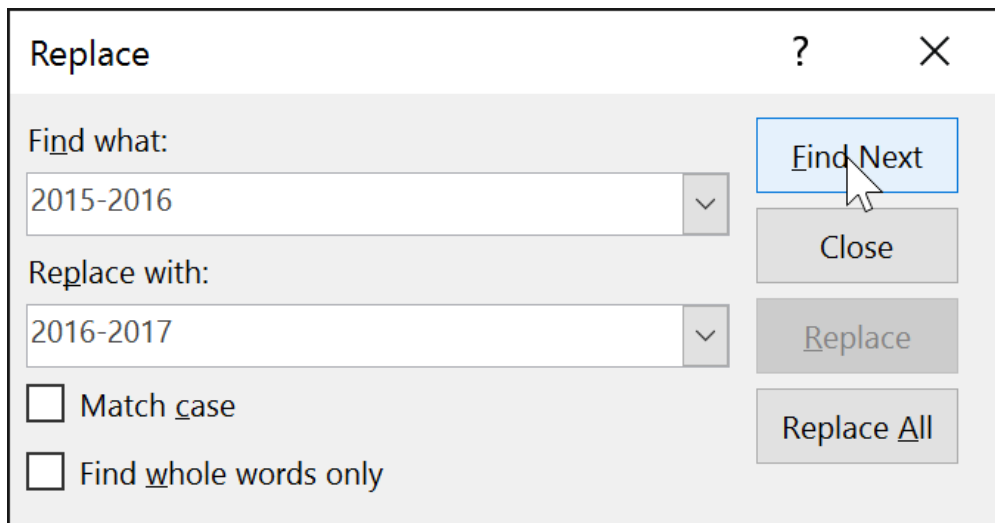 Replace ?
Find what:
Find Next
2015-2016
Close
Replace with:
2016-2017
Replace
Match case
Replace All
Find whole words only